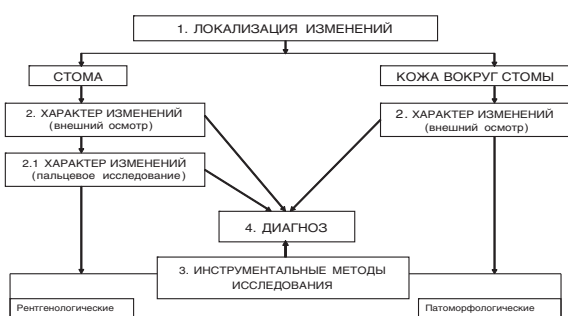 1. ЛОКАЛИЗАЦИЯ ИЗМЕНЕНИЙ
СТОМА
КОЖА ВОКРУГ СТОМЫ
2. ХАРАКТЕР ИЗМЕНЕНИЙ
(внешний осмотр)
2. ХАРАКТЕР ИЗМЕНЕНИЙ
(внешний осмотр)
2.1 ХАРАКТЕР ИЗМЕНЕНИЙ
(пальцевое исследование)
4. ДИАГНОЗ
3. ИНСТРУМЕНТАЛЬНЫЕ МЕТОДЫ
ИССЛЕДОВАНИЯ
Рентгенологические
Патоморфологические